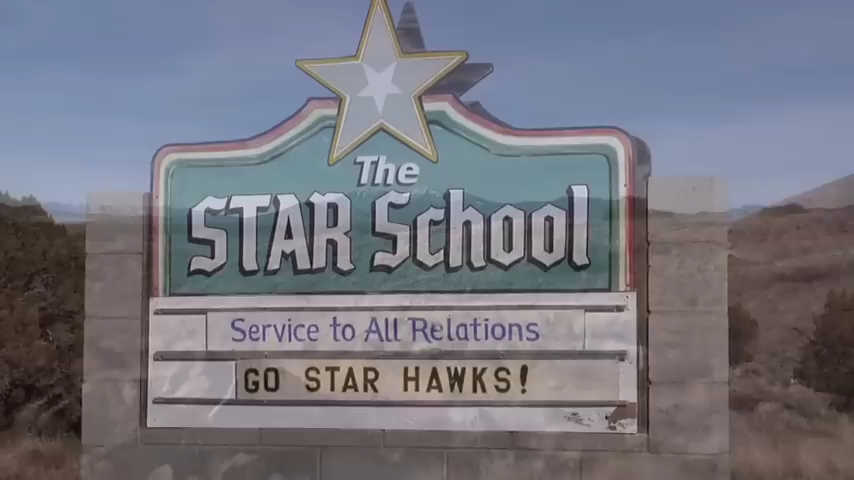 The
STAR School
Service to All Relations
GO STAR HAWKS!